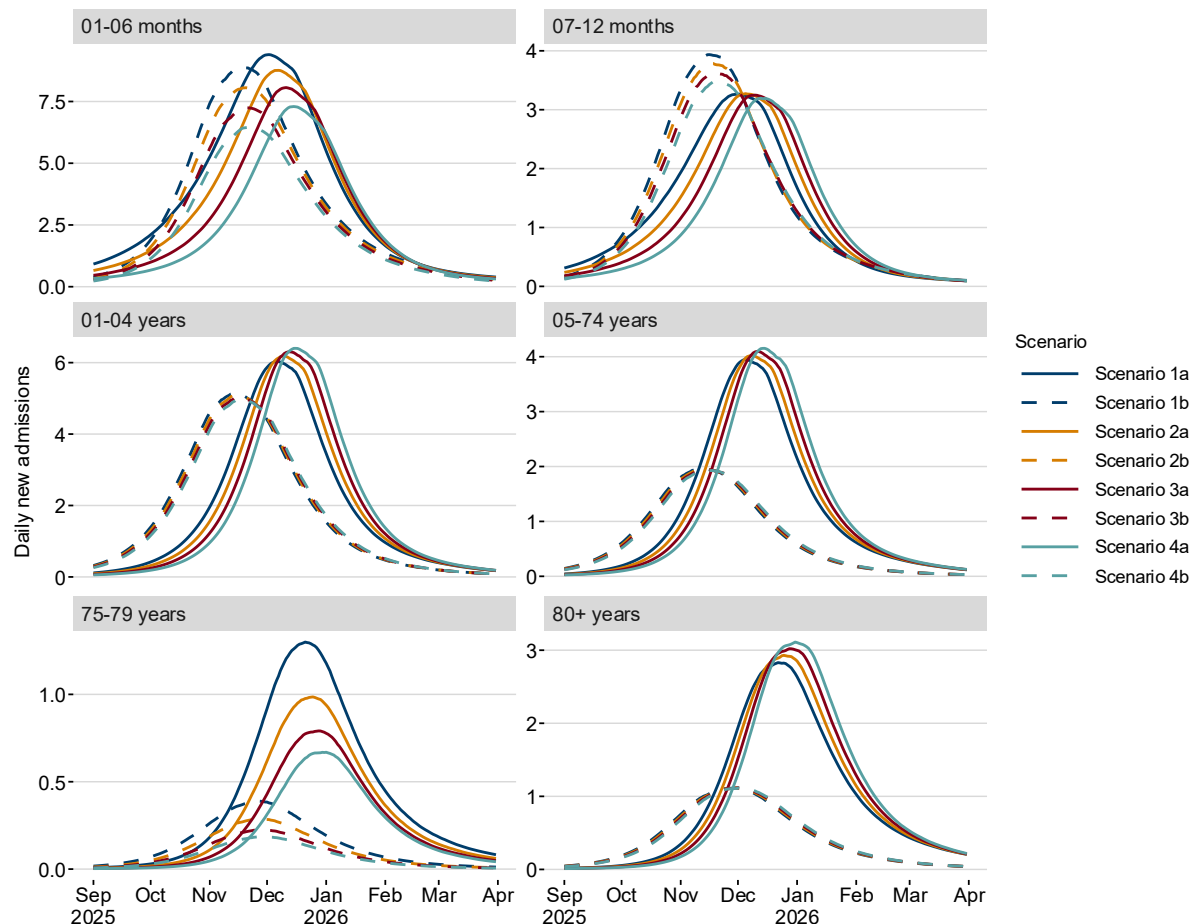 01-06 months
07-12 months
7.5
5.0
2.5
0.0
4
3
2
1
0
01-04 years
05-74 years
6
4
2
0
4
3
2
1
0
Daily new admissions
75-79 years
80+ years
1.0
0.5
0.0
3
2
1
0
Sep Oct Nov Dec Jan Feb Mar Apr
2025 2026
Sep Oct Nov Dec Jan Feb Mar Apr
2025 2026
Scenario
Scenario 1a
Scenario 1b
Scenario 2a
Scenario 2b
Scenario 3a
Scenario 3b
Scenario 4a
Scenario 4b